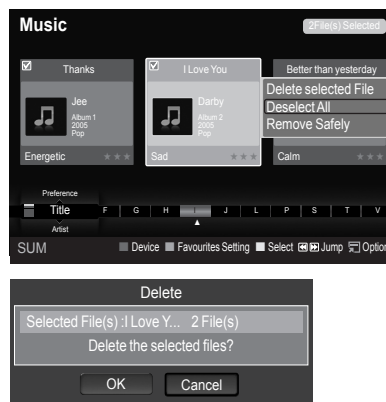 Music
2File(s) Selected
Thanks
Jee
Album 1
2005
Pop
Energetic
I Love You
Darby
Album 2
2005
Pop
Sad
Better than yesterday
Calm
Delete selected File
Deselect All
Remove Safely
Preference
Title F G H I J L P S T V
Artist
SUM Device Favourites Setting Select Jump Option
Delete
Selected File(s) :I Love Y... 2 File(s)
Delete the selected files?
OK Cancel